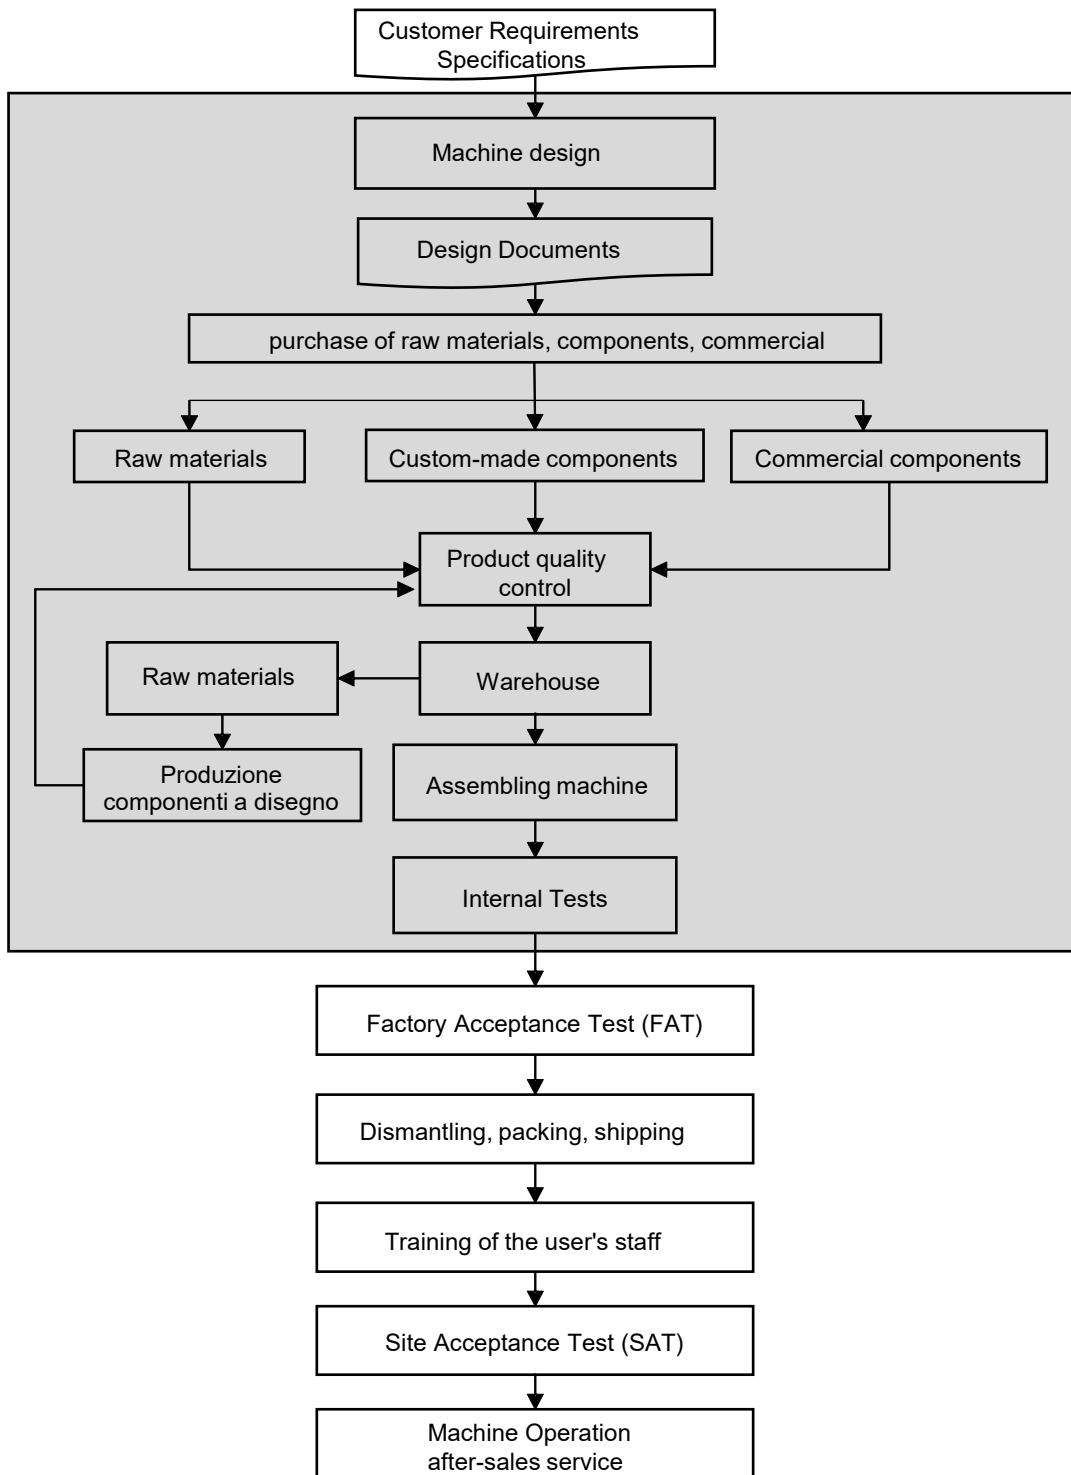 Customer Requirements
Specifications
Machine design
Design Documents
purchase of raw materials, components, commercial
Raw materials
Custom-made components
Commercial components
Product quality
control
Raw materials
Warehouse
Produzione
componenti a disegno
Assembling machine
Internal Tests
Factory Acceptance Test (FAT)
Dismantling, packing, shipping
Training of the user's staff
Site Acceptance Test (SAT)
Machine Operation
after-sales service